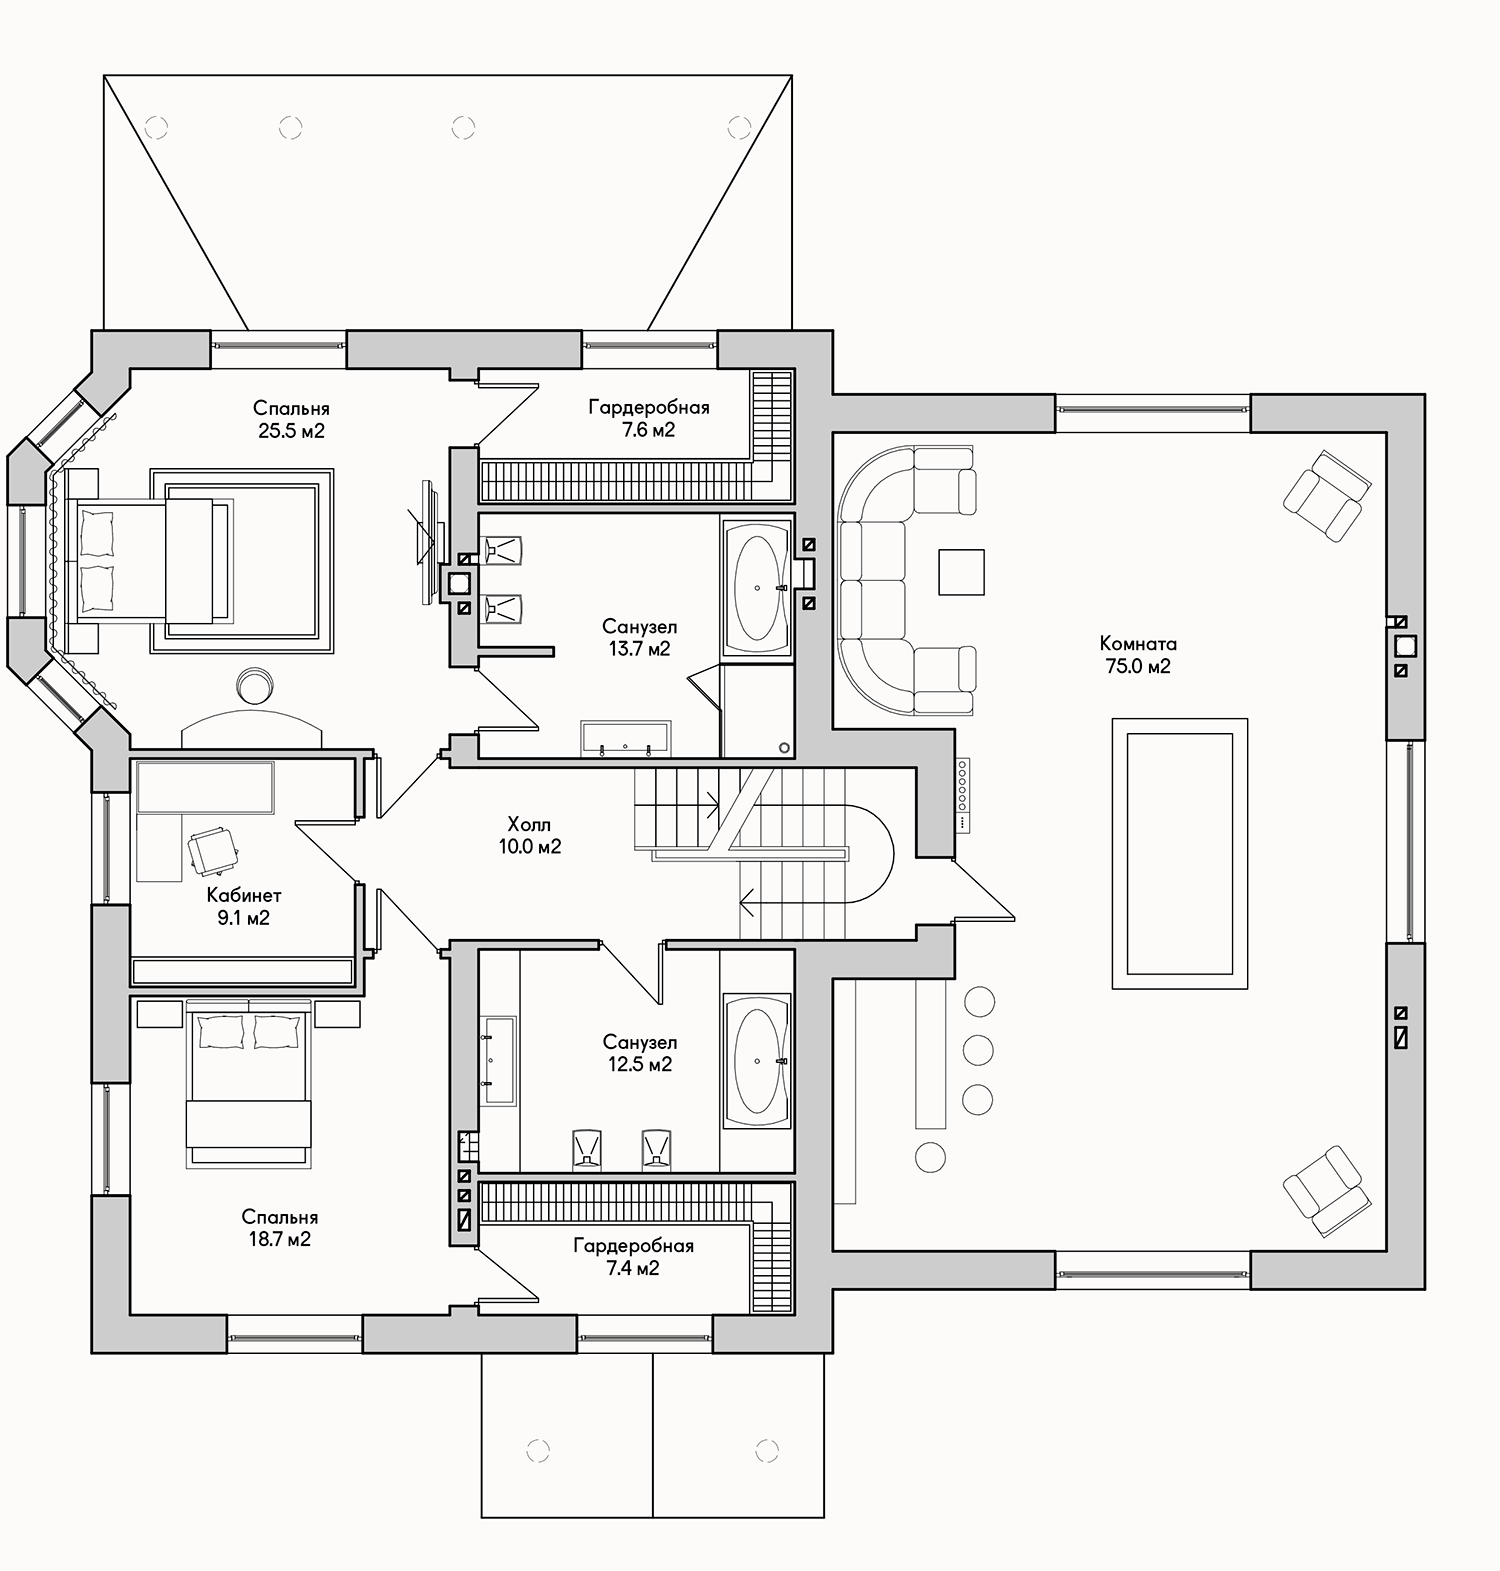 Спальня
25.5 м2
Гардеробная
7.6 м2
Санузел
13.7 м2
Комната
75.0 м2
Холл
10.0 м2
Кабинет
9.1 м2
Санузел
12.5 м2
Спальня
18.7 м2
Гардеробная
7.4 м2